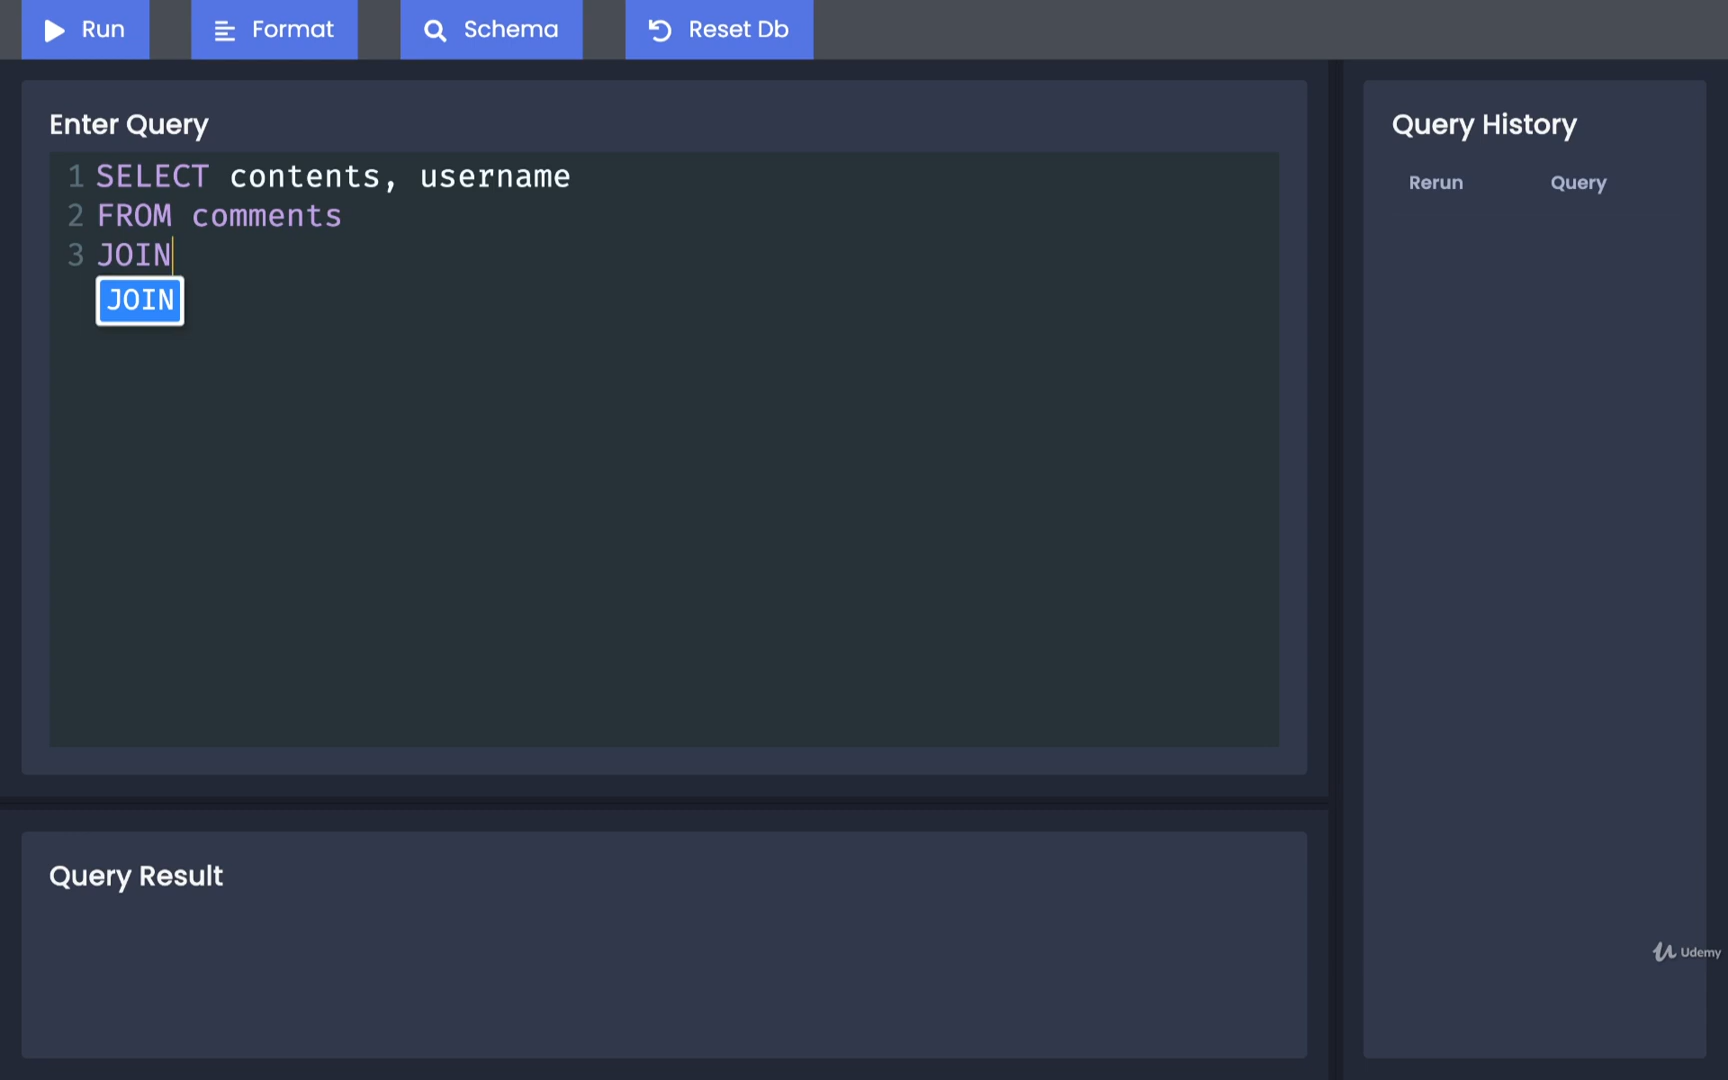 Run
Format
Schema
Reset Db
Enter Query
1 SELECT contents, username
2 FROM comments
3 JOIN
JOIN
Query Result
Query History
Rerun Query
Udemy